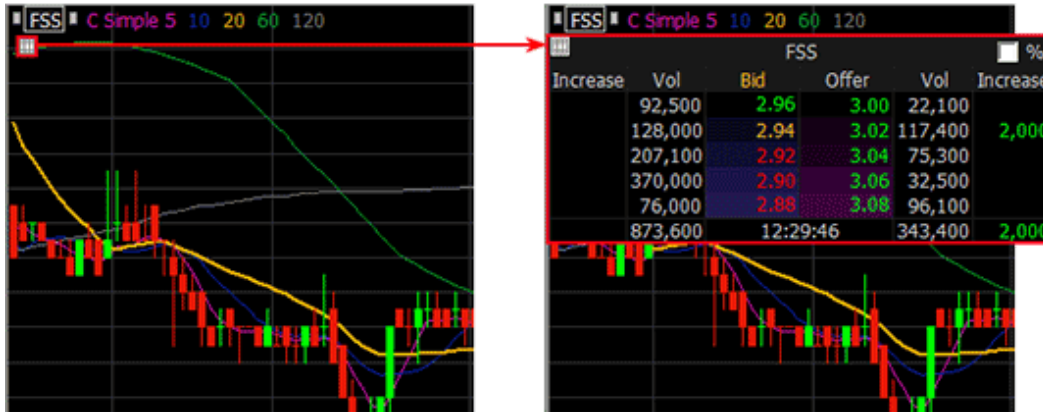 FSS C Simple 5 10 20 60 120
FSS C Simple 5 10 20 60 120
FSS %
Increase Vol Bid Offer Vol Increase
92,500 2.96 3.00 22,100
128,000 2.94 3.02 117,400 2,000
207,100 2.92 3.04 75,300
370,000 2.90 3.06 32,500
76,000 2.88 3.08 96,100
873,600 12:29:46 343,400 2,000